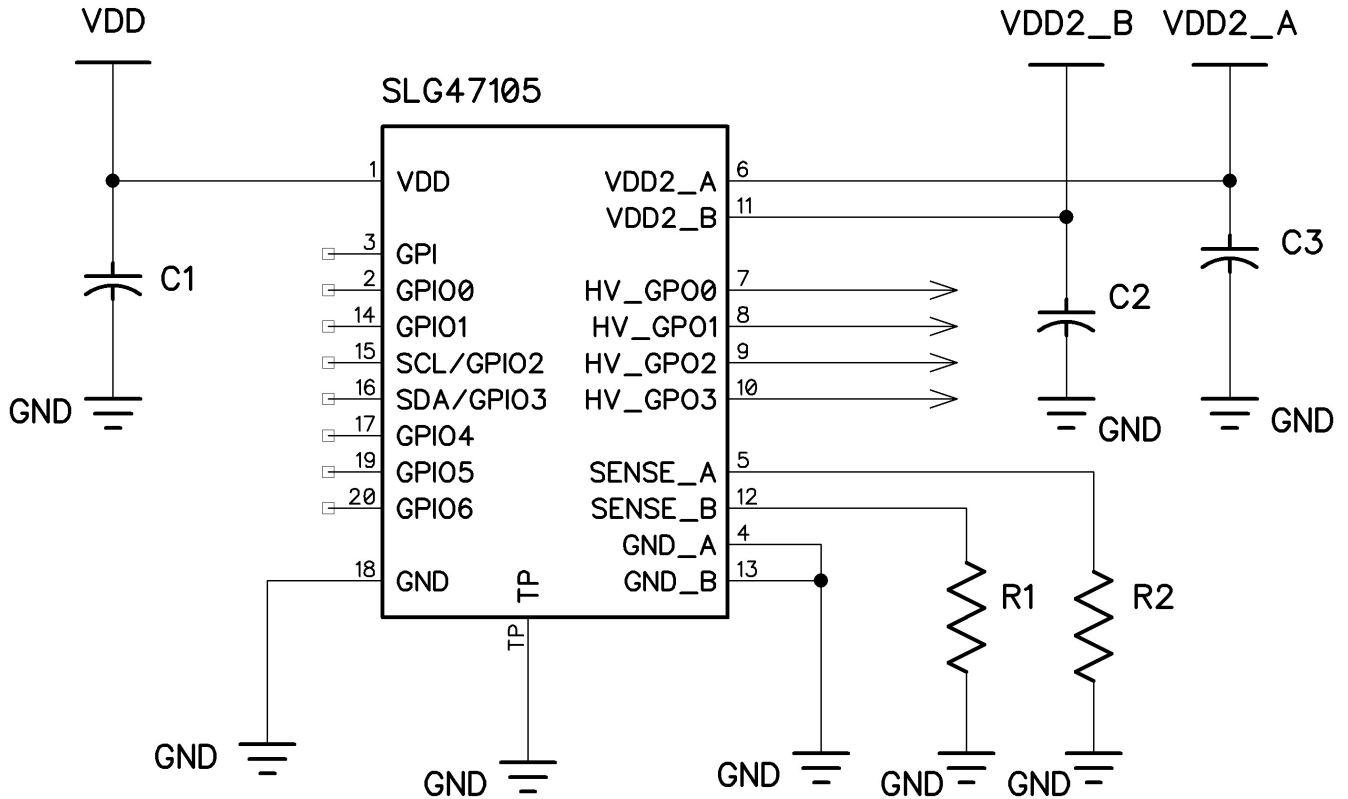 VDD
VDD2_B VDD2_A
SLG47105
1 VDD VDD2_A 6
VDD2_B 11
3 GPI
C1
C2
C3
2 GPIO0 HV_GPO0 7
14 GPIO1 HV_GPO1 8
15 SCL/GPIO2 HV_GPO2 9
16 SDA/GPIO3 HV_GPO3 10
GND
GND
GND
17 GPIO4
19 GPIO5 SENSE_A 5
20 GPIO6 SENSE_B 12
GND_A 4
18 GND GND_B 13
TP
TP
R1
R2
GND
GND
GND
GND
GND